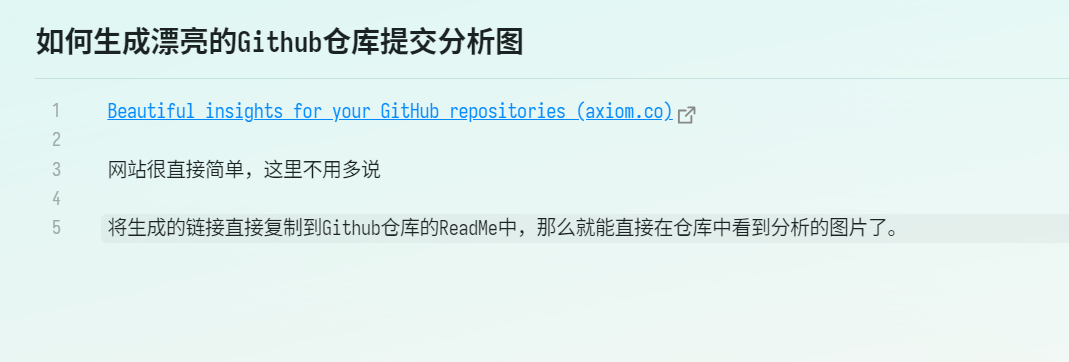 如何生成漂亮的Github仓库提交分析图
1 Beautiful insights for your GitHub repositories (axiom.co)
2
3 网站很直接简单，这里不用多说
4
5 将生成的链接直接复制到Github仓库的ReadMe中，那么就能直接在仓库中看到分析的图片了。